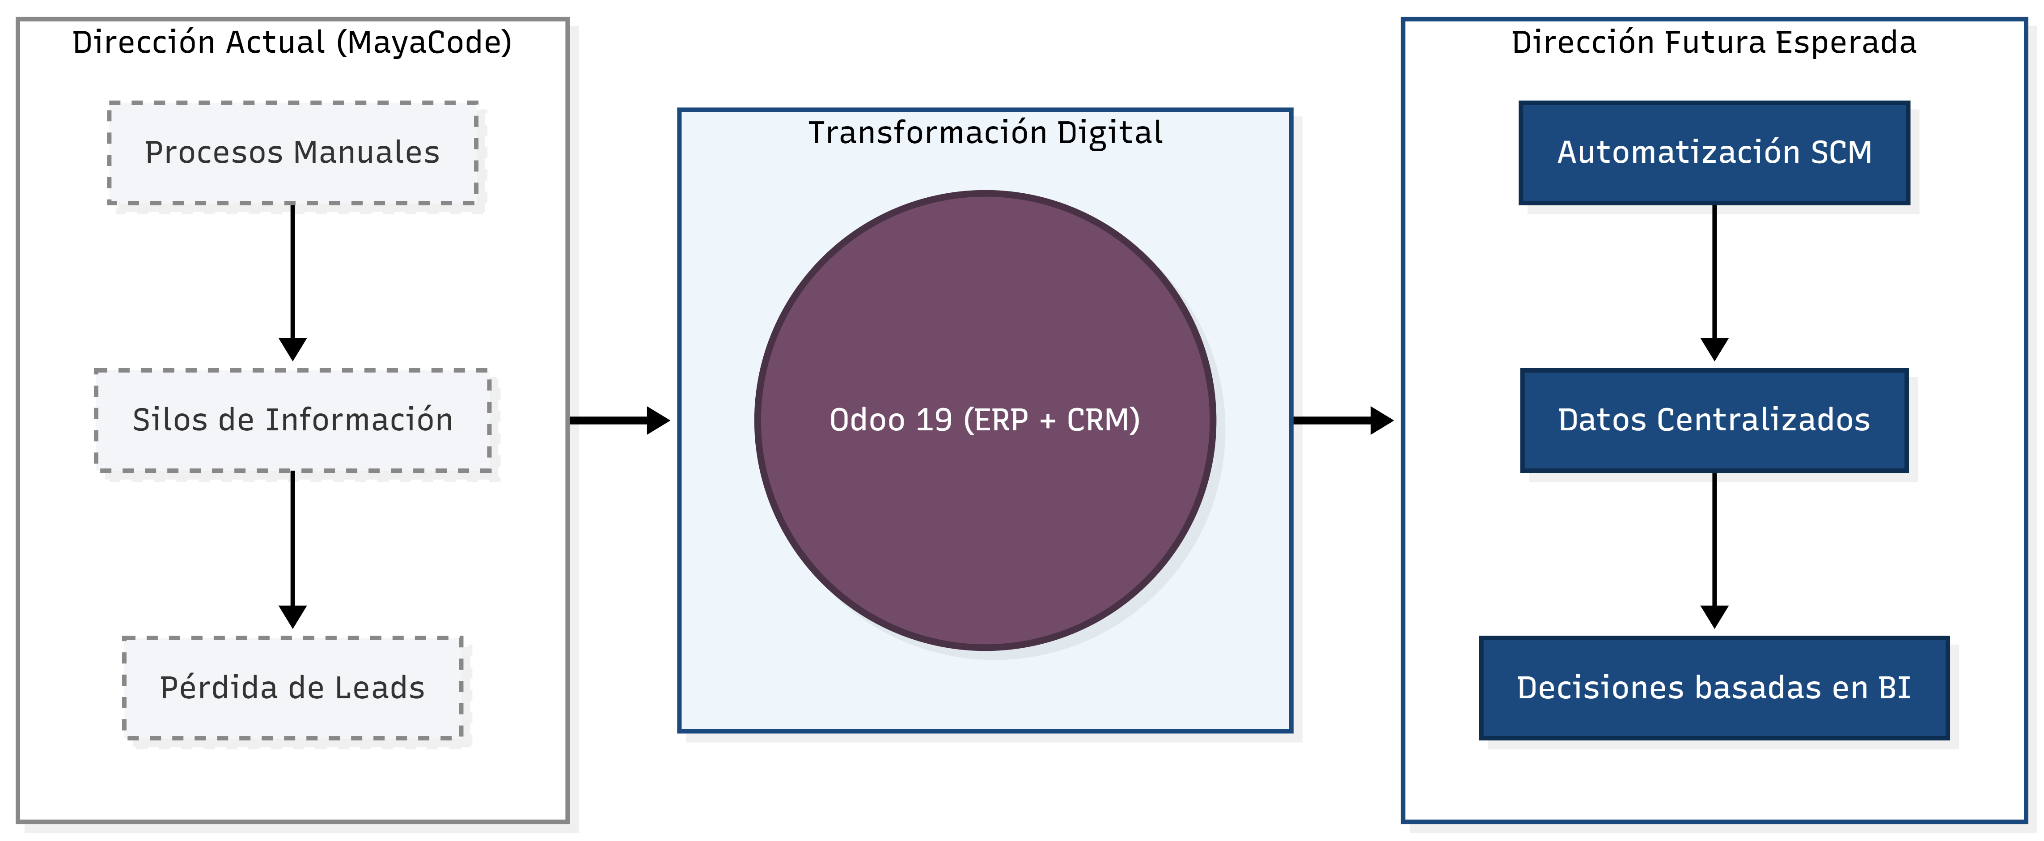 Dirección Actual (MayaCode)
Procesos Manuales
Silos de Información
Pérdida de Leads
Transformación Digital
Odoo 19 (ERP + CRM)
Dirección Futura Esperada
Automatización SCM
Datos Centralizados
Decisiones basadas en BI